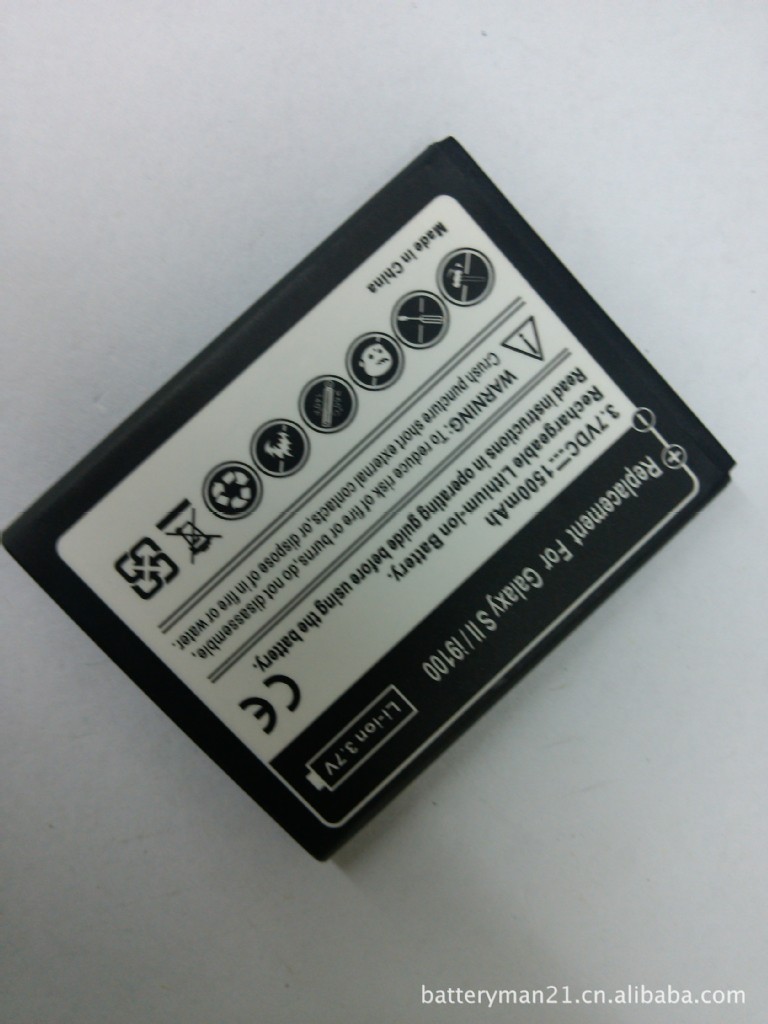 Replacement For Galaxy S II / i9100
Li-ion 3.7V
3.7VDC 1500mAh
Rechargeable Lithium-Ion Battery.
Read instructions in operating guide before using the battery.
WARNING: To reduce risk of fire or burns,do not disassemble,
Crush puncture short external contacts,or dispose of in fire or water.
CE
Made in China
batteryman21.cn.alibaba.com